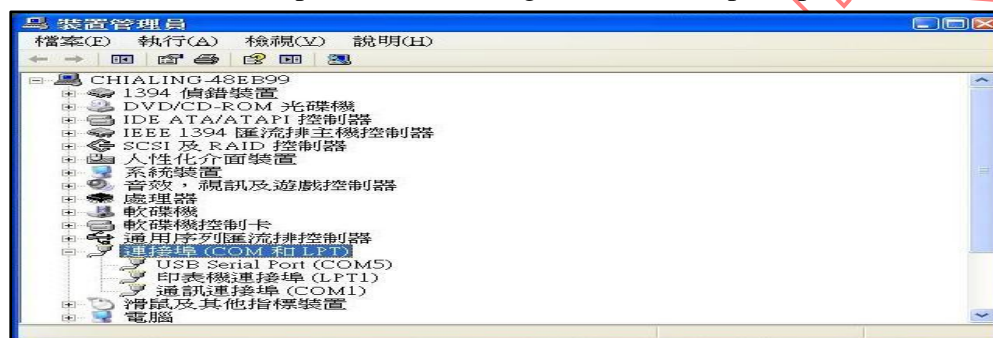 裝置管理員
檔案(F) 執行(A) 檢視(V) 說明(H)
CHIALING-48EB99
1394 偵錯裝置
DVD/CD-ROM 光碟機
IDE ATA/ATAPI 控制器
IEEE 1394 匯流排主機控制器
SCSI 及 RAID 控制器
人性化介面裝置
系統裝置
音效，視訊及遊戲控制器
處理器
軟碟機
軟碟機控制卡
通用序列匯流排控制器
連接埠 (COM 和 LPT)
USB Serial Port (COM5)
印表機連接埠 (LPT1)
通訊連接埠 (COM1)
滑鼠及其他指標裝置
電腦